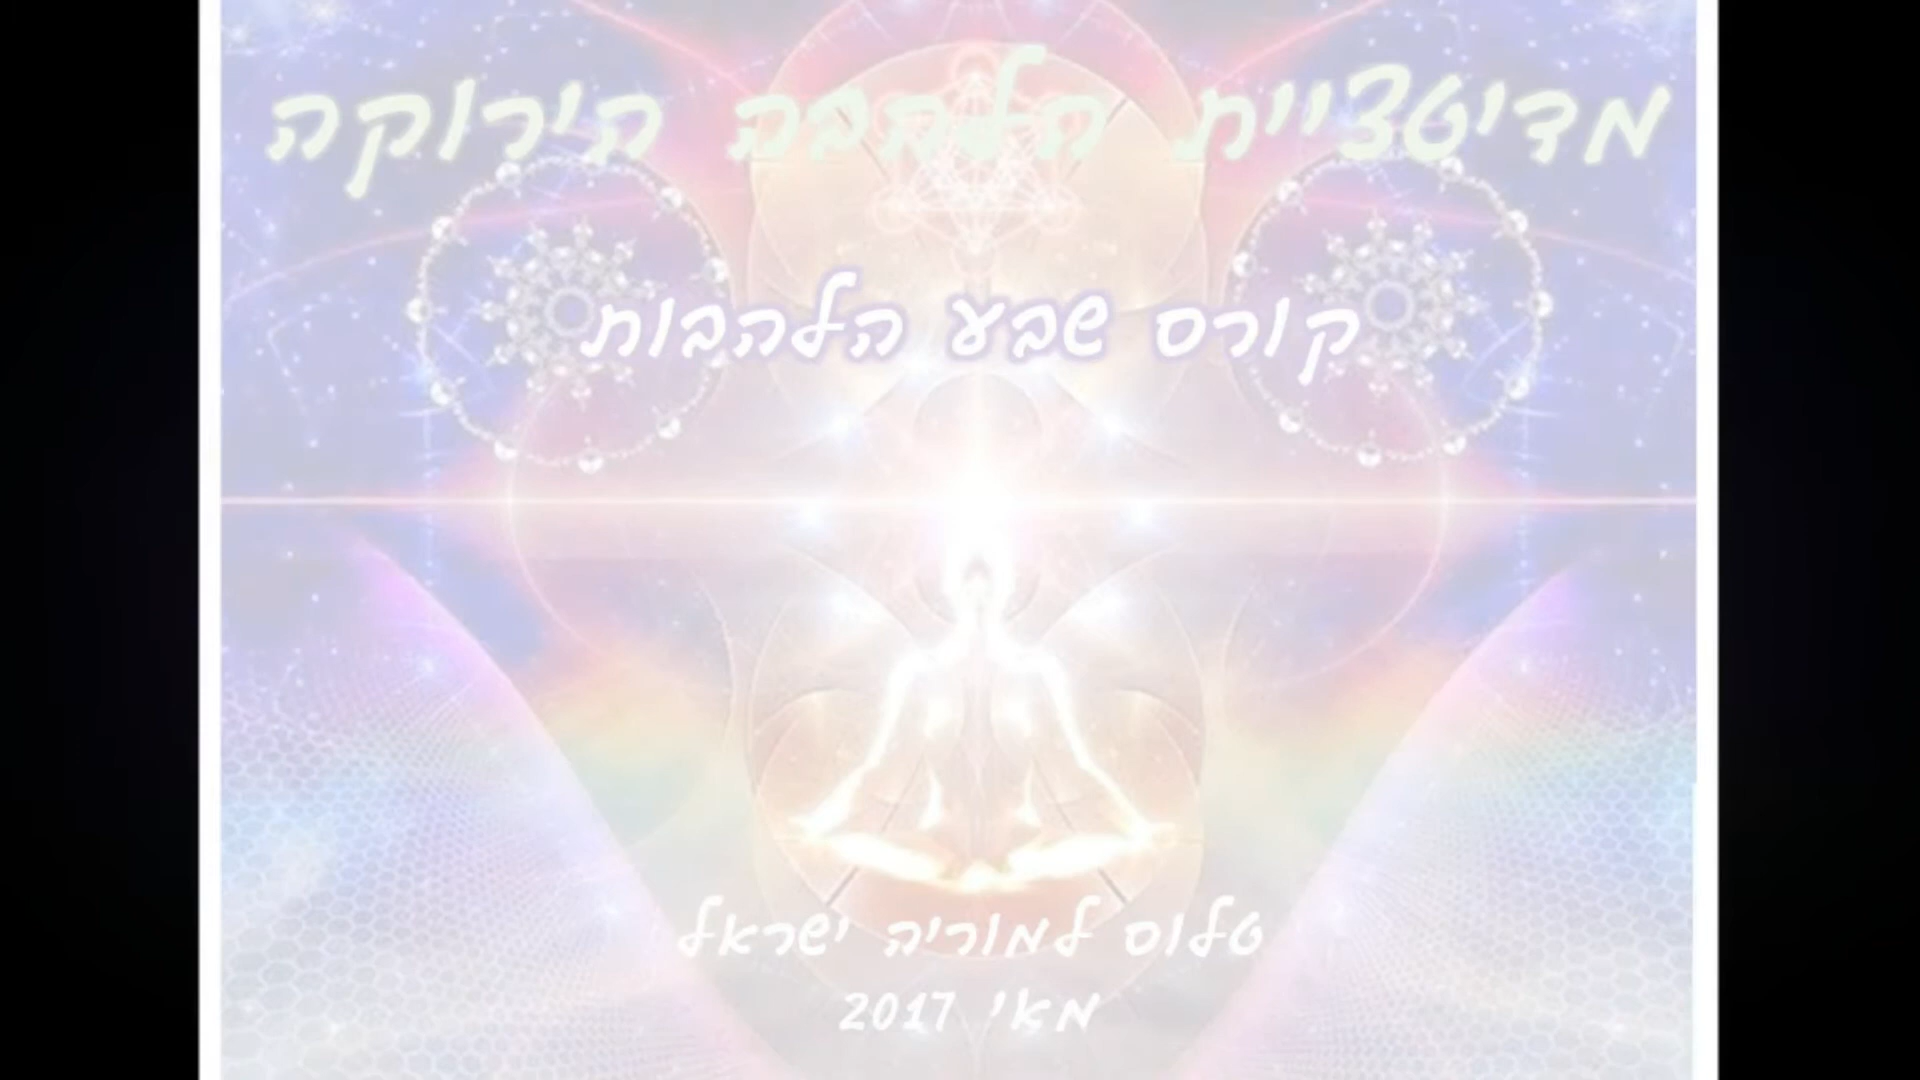 מדיטציית הלהבה הירוקה
קורס שבע הלהבות
טלוס למוריה ישראל
מאי 2017